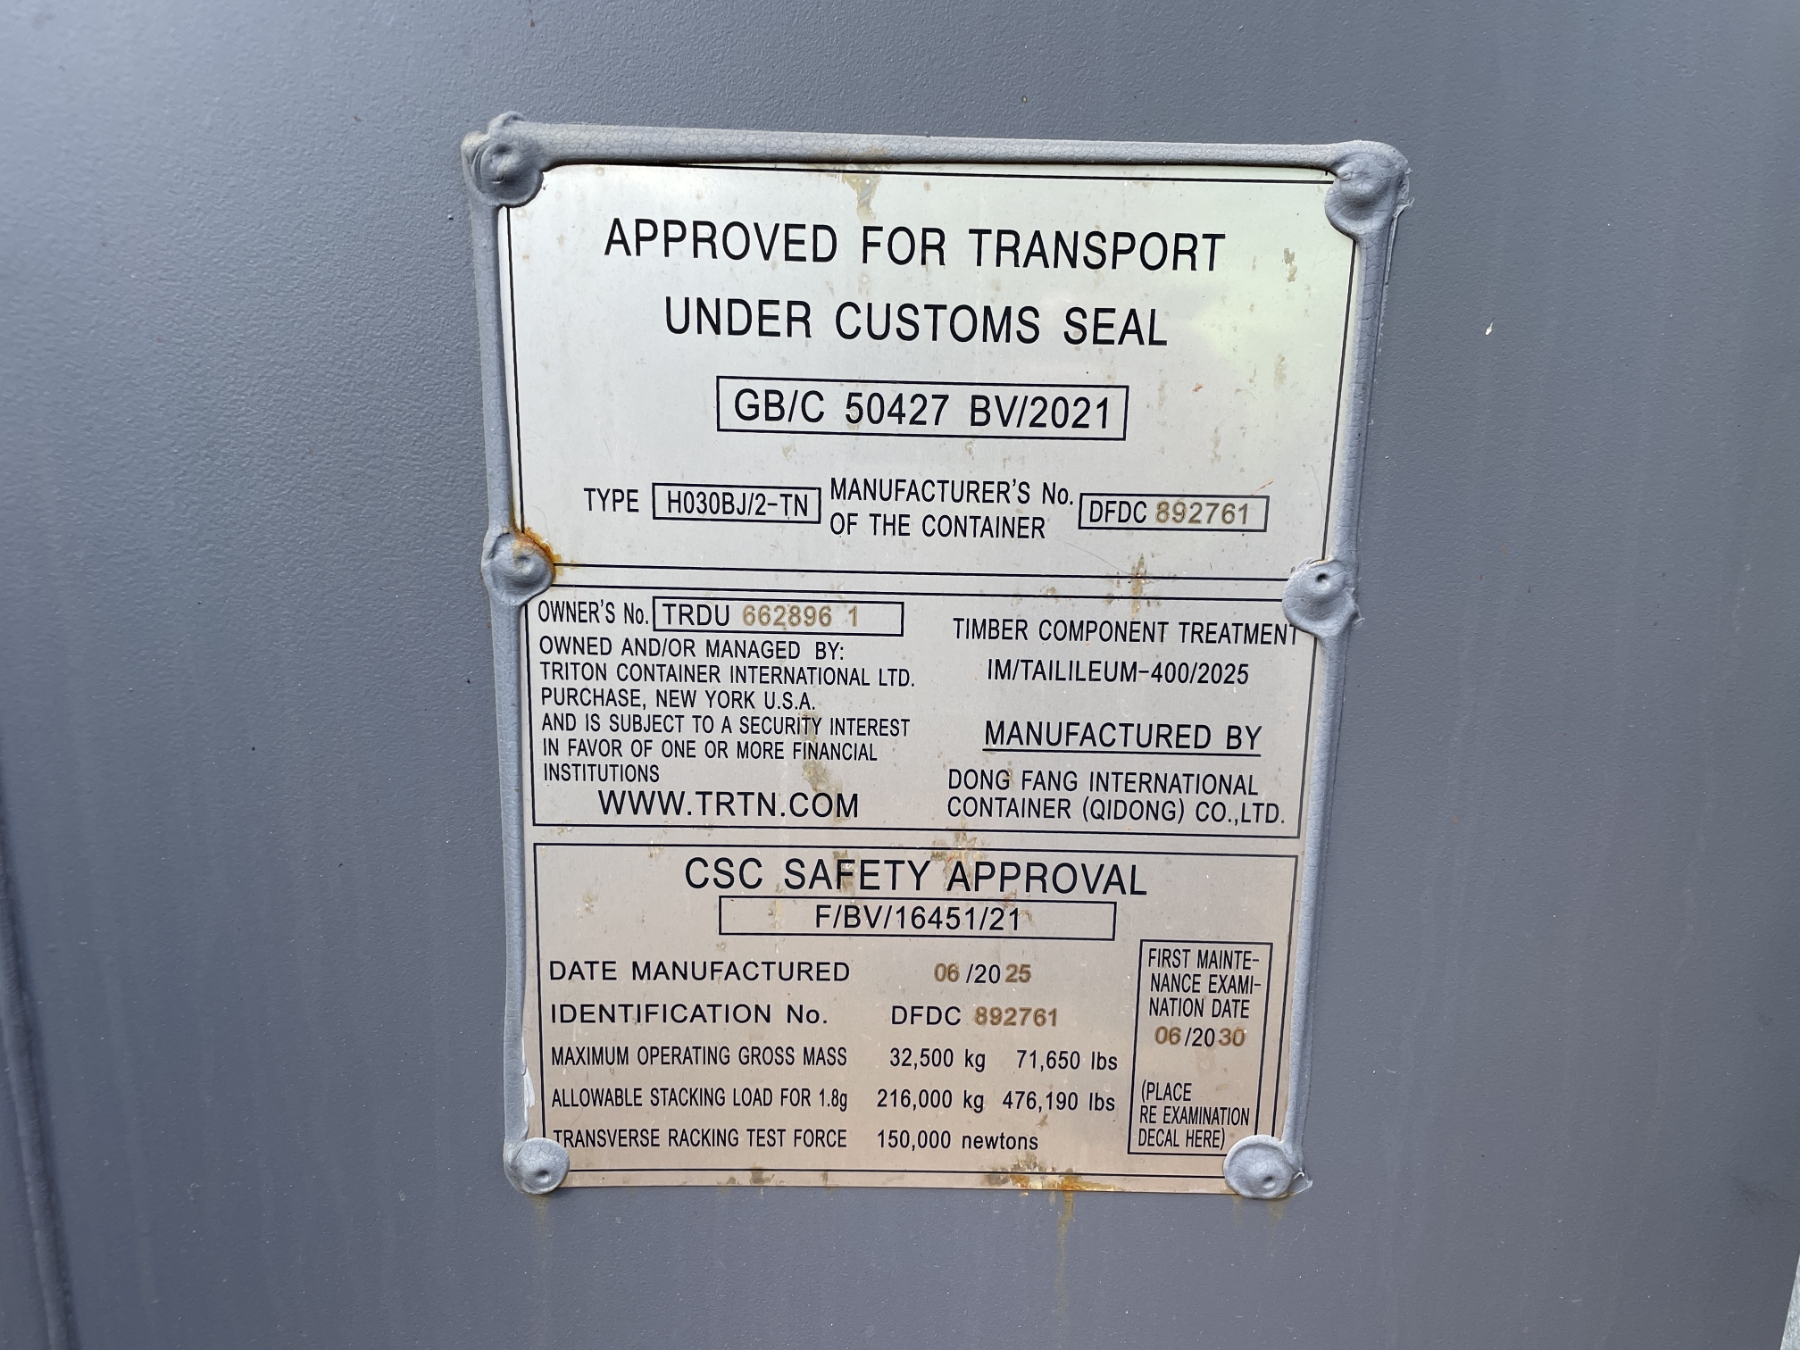 APPROVED FOR TRANSPORT
UNDER CUSTOMS SEAL
GB/C 50427 BV/2021
TYPE H030BJ/2-TN MANUFACTURER'S No. OF THE CONTAINER DFDC 892761
OWNER'S No. TRDU 662896 1
OWNED AND/OR MANAGED BY:
TRITON CONTAINER INTERNATIONAL LTD.
PURCHASE, NEW YORK U.S.A.
AND IS SUBJECT TO A SECURITY INTEREST
IN FAVOR OF ONE OR MORE FINANCIAL
INSTITUTIONS
WWW.TRTN.COM
TIMBER COMPONENT TREATMENT
IM/TAILILEUM-400/2025
MANUFACTURED BY
DONG FANG INTERNATIONAL
CONTAINER (QIDONG) CO.,LTD.
CSC SAFETY APPROVAL
F/BV/16451/21
DATE MANUFACTURED 06/2025
IDENTIFICATION No. DFDC 892761
MAXIMUM OPERATING GROSS MASS 32,500 kg 71,650 lbs
ALLOWABLE STACKING LOAD FOR 1.8g 216,000 kg 476,190 lbs
TRANSVERSE RACKING TEST FORCE 150,000 newtons
FIRST MAINTE-
NANCE EXAMI-
NATION DATE
06/2030
(PLACE
RE EXAMINATION
DECAL HERE)